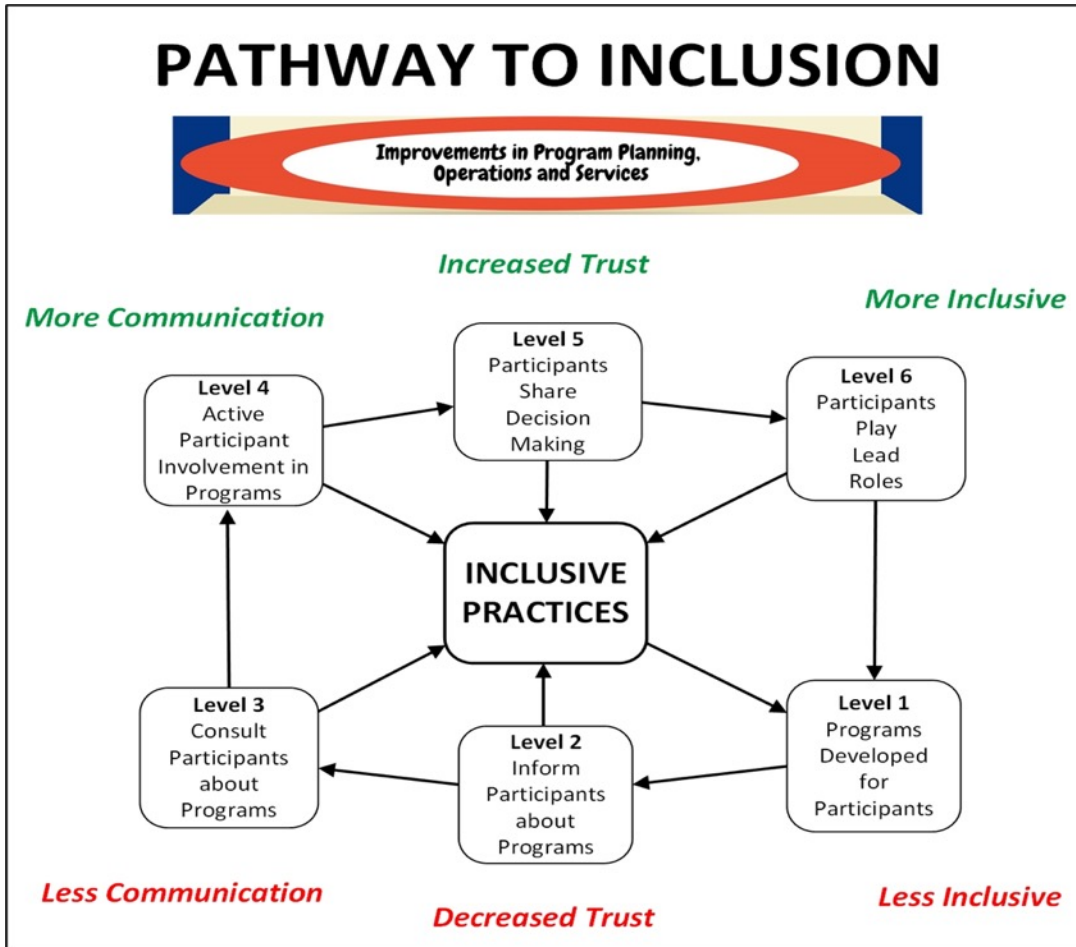 PATHWAY TO INCLUSION
Improvements in Program Planning,
Operations and Services
Increased Trust
More Communication
More Inclusive
Level 4
Active
Participant
Involvement in
Programs
Level 5
Participants
Share
Decision
Making
Level 6
Participants
Play
Lead
Roles
INCLUSIVE
PRACTICES
Level 3
Consult
Participants
about
Programs
Level 2
Inform
Participants
about
Programs
Level 1
Programs
Developed
for
Participants
Less Communication
Decreased Trust
Less Inclusive